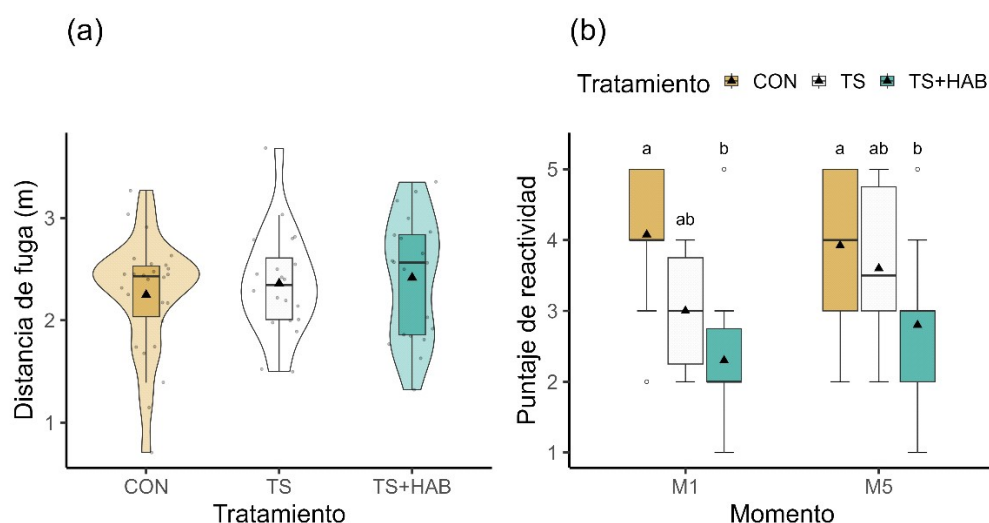 (a)
Distancia de fuga (m)
3
2
1
CON
TS
TS+HAB
Tratamiento
(b)
Tratamiento CON TS TS+HAB
Puntaje de reactividad
5
4
3
2
1
a
ab
b
a
ab
b
M1
M5
Momento